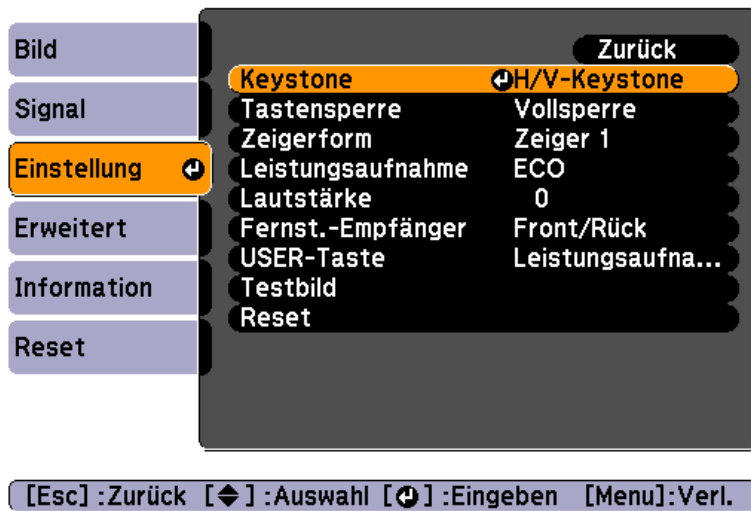 Bild
Signal
Einstellung
Erweitert
Information
Reset
Zurück
Keystone H/V-Keystone
Tastensperre Vollsperre
Zeigerform Zeiger 1
Leistungsaufnahme ECO
Lautstärke 0
Fernst.-Empfänger Front/Rück
USER-Taste Leistungsaufna...
Testbild
Reset
[Esc] :Zurück [◆] :Auswahl [⏎] :Eingeben [Menu]:Verl.